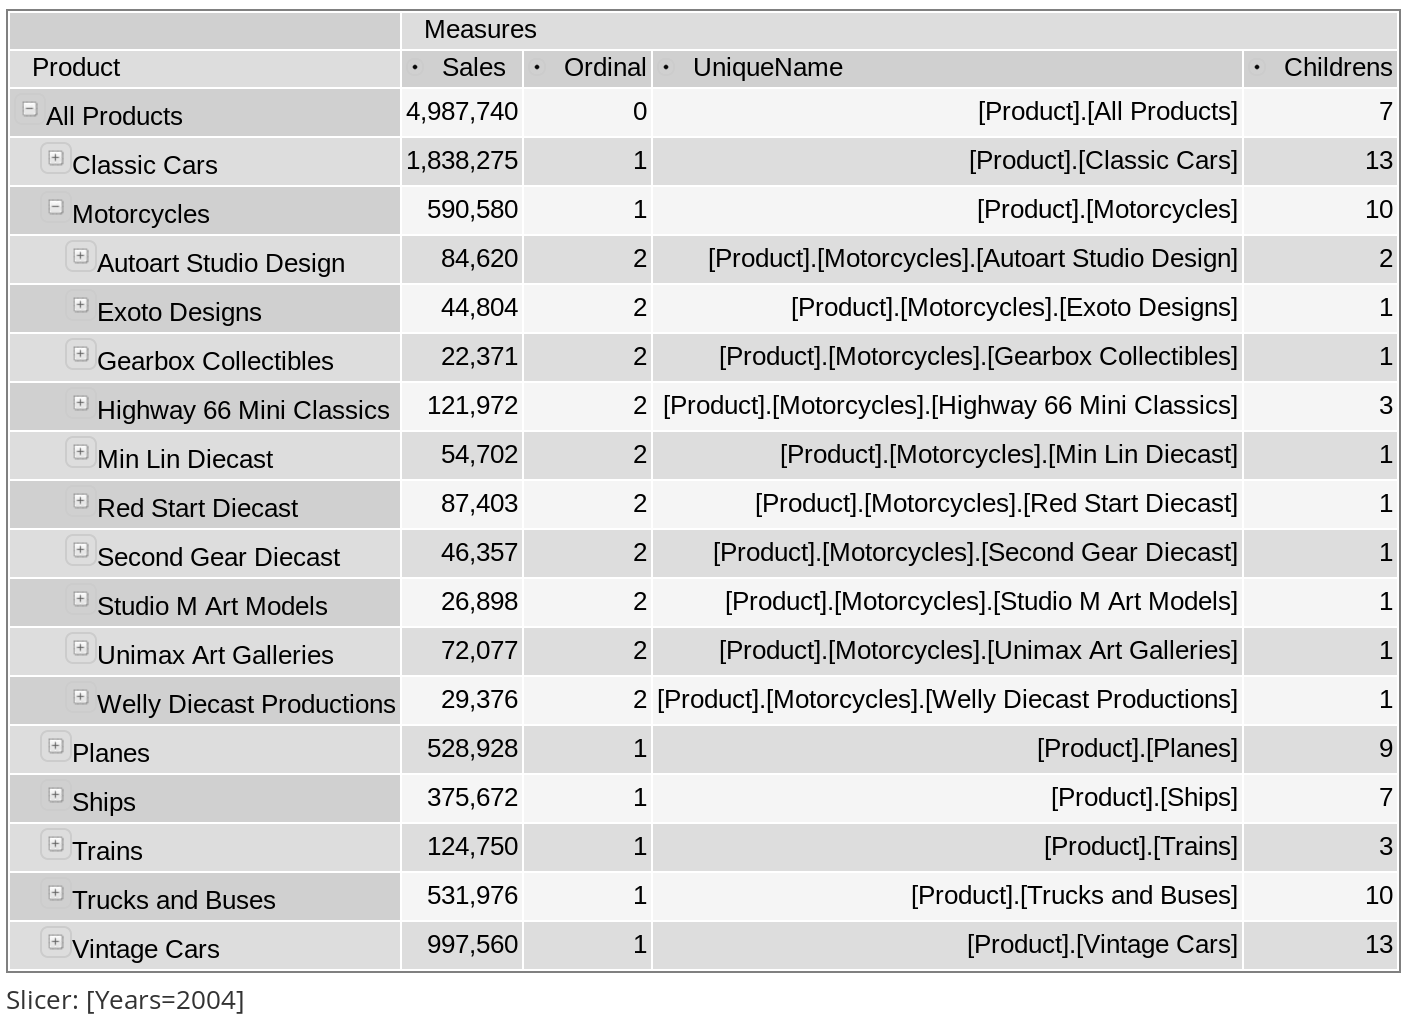 Measures
Product Sales Ordinal UniqueName Childrens
All Products 4,987,740 0 [Product].[All Products] 7
Classic Cars 1,838,275 1 [Product].[Classic Cars] 13
Motorcycles 590,580 1 [Product].[Motorcycles] 10
Autoart Studio Design 84,620 2 [Product].[Motorcycles].[Autoart Studio Design] 2
Exoto Designs 44,804 2 [Product].[Motorcycles].[Exoto Designs] 1
Gearbox Collectibles 22,371 2 [Product].[Motorcycles].[Gearbox Collectibles] 1
Highway 66 Mini Classics 121,972 2 [Product].[Motorcycles].[Highway 66 Mini Classics] 3
Min Lin Diecast 54,702 2 [Product].[Motorcycles].[Min Lin Diecast] 1
Red Start Diecast 87,403 2 [Product].[Motorcycles].[Red Start Diecast] 1
Second Gear Diecast 46,357 2 [Product].[Motorcycles].[Second Gear Diecast] 1
Studio M Art Models 26,898 2 [Product].[Motorcycles].[Studio M Art Models] 1
Unimax Art Galleries 72,077 2 [Product].[Motorcycles].[Unimax Art Galleries] 1
Welly Diecast Productions 29,376 2 [Product].[Motorcycles].[Welly Diecast Productions] 1
Planes 528,928 1 [Product].[Planes] 9
Ships 375,672 1 [Product].[Ships] 7
Trains 124,750 1 [Product].[Trains] 3
Trucks and Buses 531,976 1 [Product].[Trucks and Buses] 10
Vintage Cars 997,560 1 [Product].[Vintage Cars] 13
Slicer: [Years=2004]